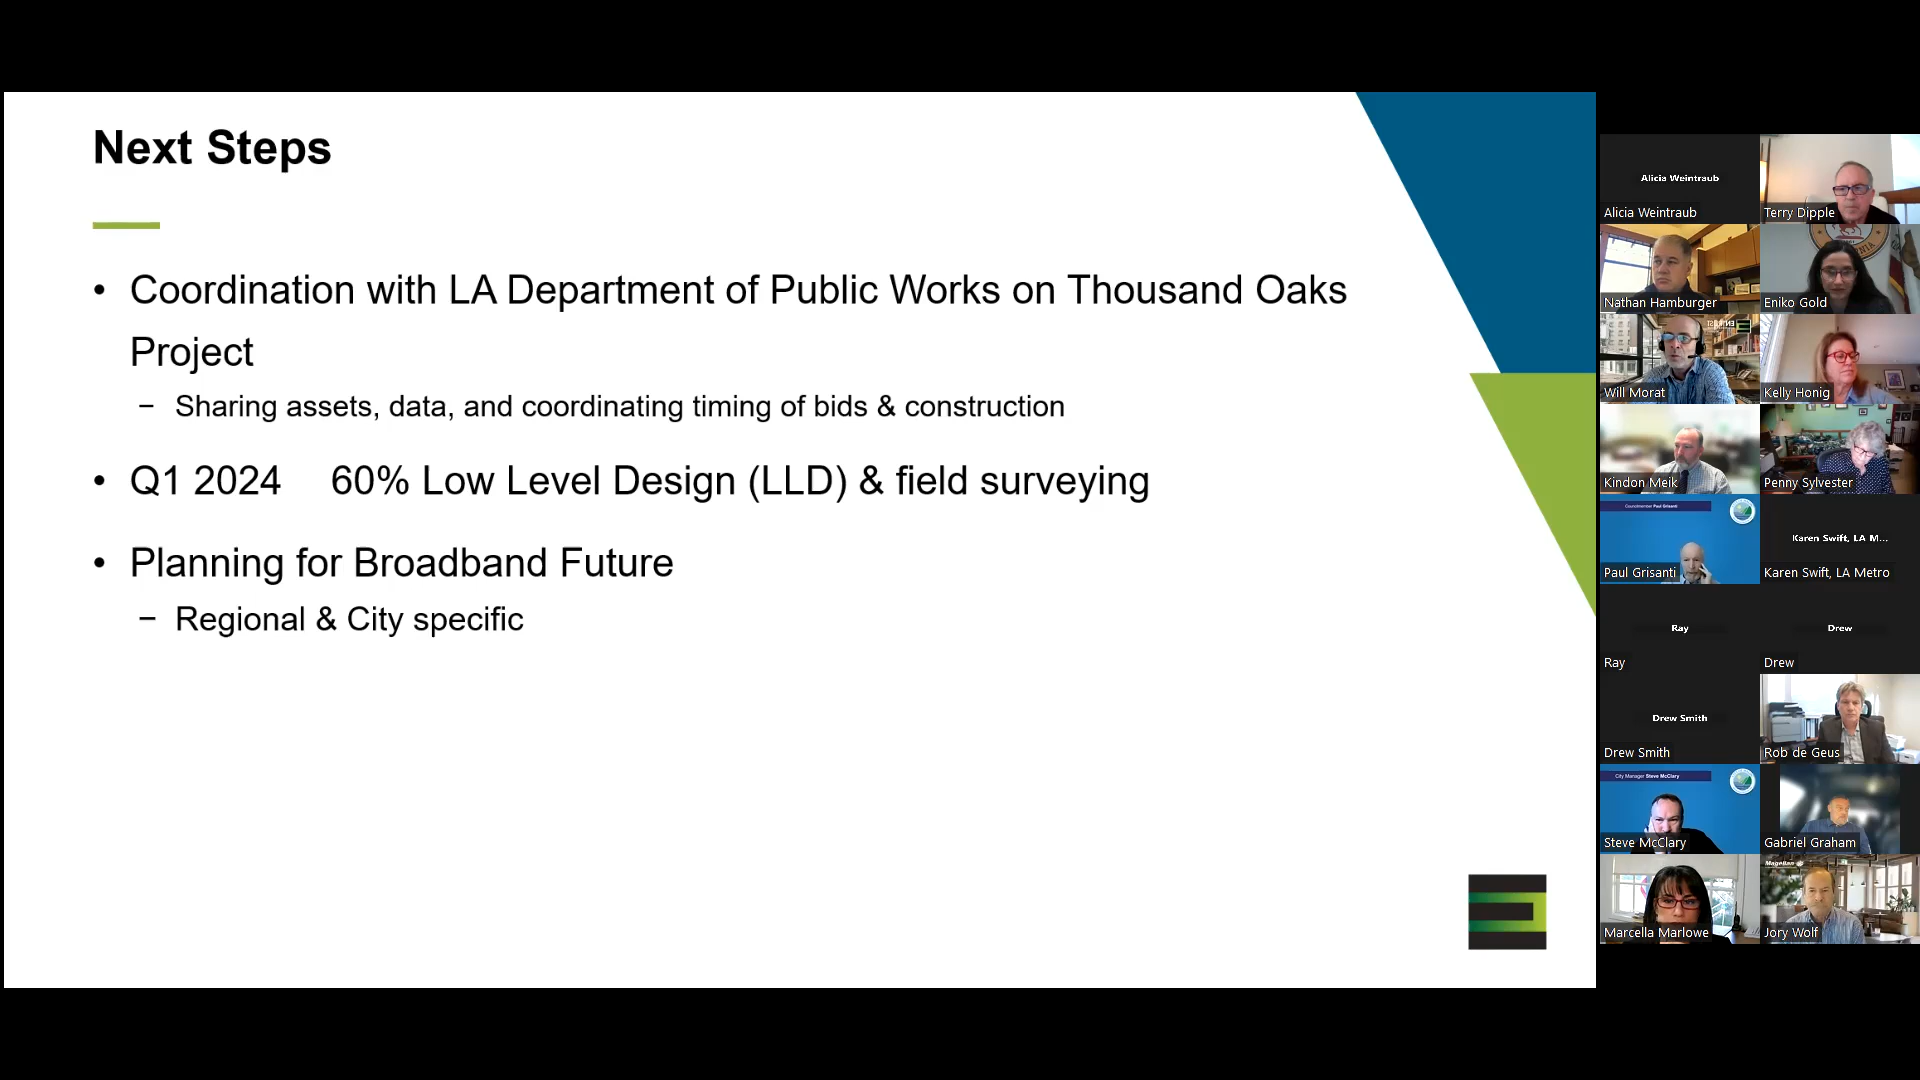 Next Steps
• Coordination with LA Department of Public Works on Thousand Oaks
Project
− Sharing assets, data, and coordinating timing of bids & construction
• Q1 2024 60% Low Level Design (LLD) & field surveying
• Planning for Broadband Future
− Regional & City specific
Alicia Weintraub
Alicia Weintraub
Terry Dipple
Nathan Hamburger
Eniko Gold
Will Morat
Kelly Honig
Kindon Meik
Penny Sylvester
Councilmember Paul Grisanti
Paul Grisanti
Karen Swift, LA M...
Karen Swift, LA Metro
Ray
Ray
Drew
Drew
Drew Smith
Drew Smith
Rob de Geus
City Manager Steve McClary
Steve McClary
Gabriel Graham
Marcella Marlowe
Magellan
Jory Wolf